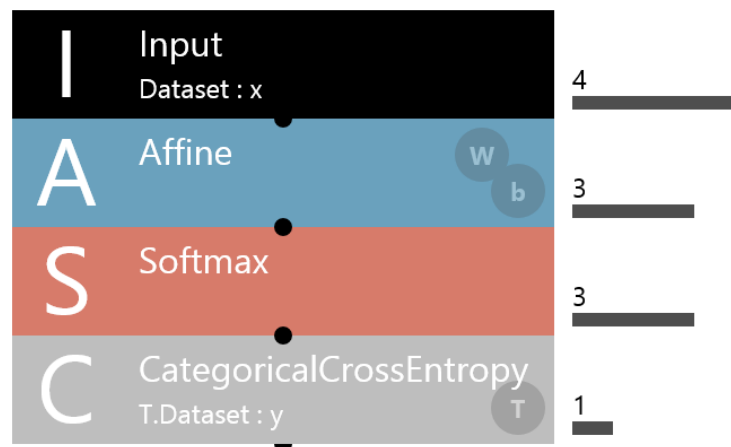 I
Input
Dataset : x
4
A
Affine
W
b
3
S
Softmax
3
C
CategoricalCrossEntropy
T.Dataset : y
T
1